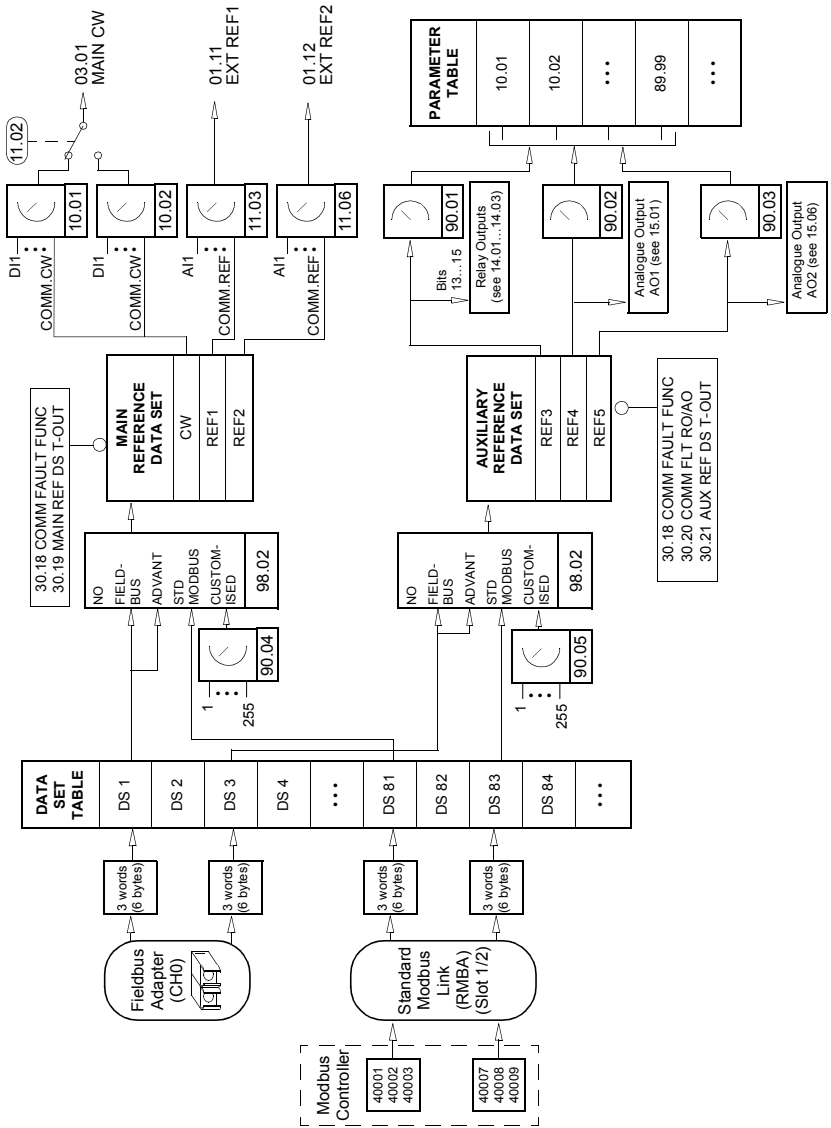 Modbus
Controller
40001
40002
40003
40007
40008
40009
Fieldbus
Adapter
(CH0)
Standard
Modbus
Link
(RMBA)
(Slot 1/2)
3 words
(6 bytes)
3 words
(6 bytes)
3 words
(6 bytes)
3 words
(6 bytes)
DATA
SET
TABLE
DS 1
DS 2
DS 3
DS 4
•••
DS 81
DS 82
DS 83
DS 84
•••
1
•••
255
90.04
1
•••
255
90.05
NO
FIELD-
BUS
ADVANT
STD
MODBUS
CUSTOM-
ISED
98.02
NO
FIELD-
BUS
ADVANT
STD
MODBUS
CUSTOM-
ISED
98.02
30.18 COMM FAULT FUNC
30.19 MAIN REF DS T-OUT
MAIN
REFERENCE
DATA SET
CW
REF1
REF2
AUXILIARY
REFERENCE
DATA SET
REF3
REF4
REF5
30.18 COMM FAULT FUNC
30.20 COMM FLT RO/AO
30.21 AUX REF DS T-OUT
DI1
•••
COMM.CW
10.01
DI1
•••
COMM.CW
10.02
AI1
•••
COMM.REF
11.03
AI1
•••
COMM.REF
11.06
11.02
03.01
MAIN CW
01.11
EXT REF1
01.12
EXT REF2
Bits
13...15
Relay Outputs
(see 14.01...14.03)
90.01
Analogue Output
AO1 (see 15.01)
90.02
Analogue Output
AO2 (see 15.06)
90.03
PARAMETER
TABLE
10.01
10.02
•••
89.99
•••